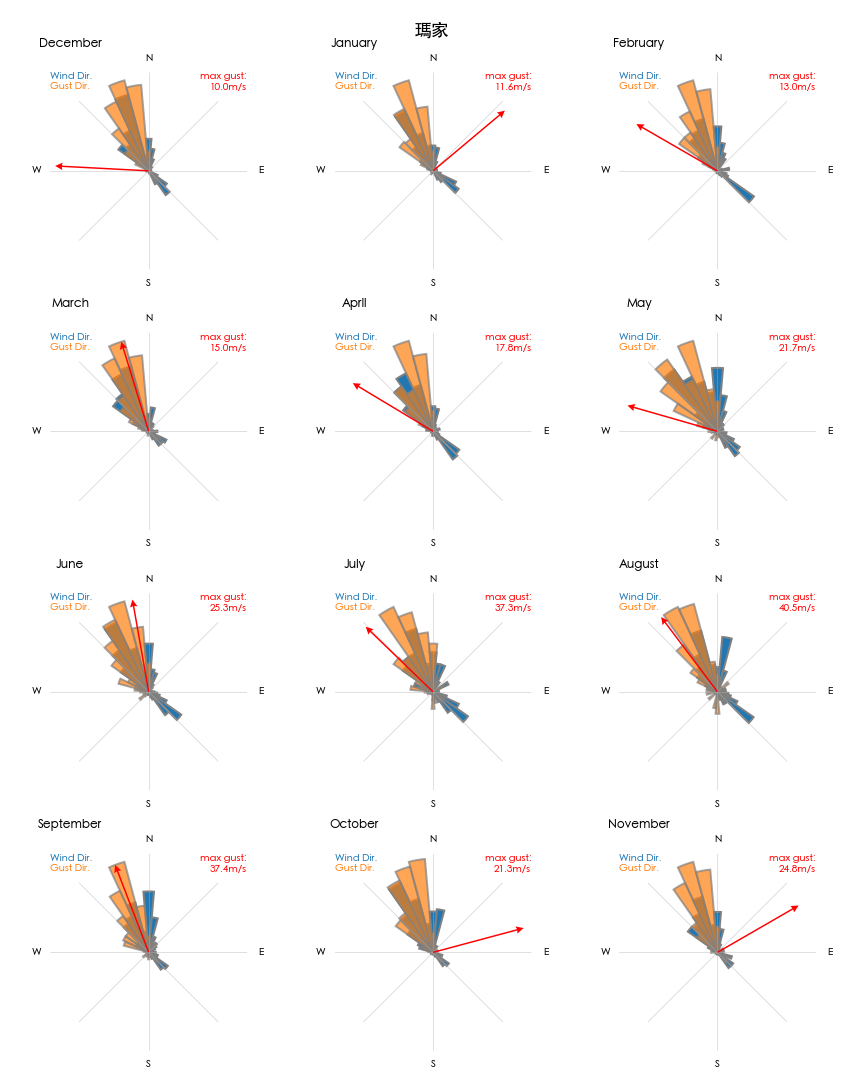 瑪家
December
N
Wind Dir.
Gust Dir.
max gust:
10.0m/s
W
E
S
January
N
Wind Dir.
Gust Dir.
max gust:
11.6m/s
W
E
S
February
N
Wind Dir.
Gust Dir.
max gust:
13.0m/s
W
E
S
March
N
Wind Dir.
Gust Dir.
max gust:
15.0m/s
W
E
S
April
N
Wind Dir.
Gust Dir.
max gust:
17.8m/s
W
E
S
May
N
Wind Dir.
Gust Dir.
max gust:
21.7m/s
W
E
S
June
N
Wind Dir.
Gust Dir.
max gust:
25.3m/s
W
E
S
July
N
Wind Dir.
Gust Dir.
max gust:
37.3m/s
W
E
S
August
N
Wind Dir.
Gust Dir.
max gust:
40.5m/s
W
E
S
September
N
Wind Dir.
Gust Dir.
max gust:
37.4m/s
W
E
S
October
N
Wind Dir.
Gust Dir.
max gust:
21.3m/s
W
E
S
November
N
Wind Dir.
Gust Dir.
max gust:
24.8m/s
W
E
S